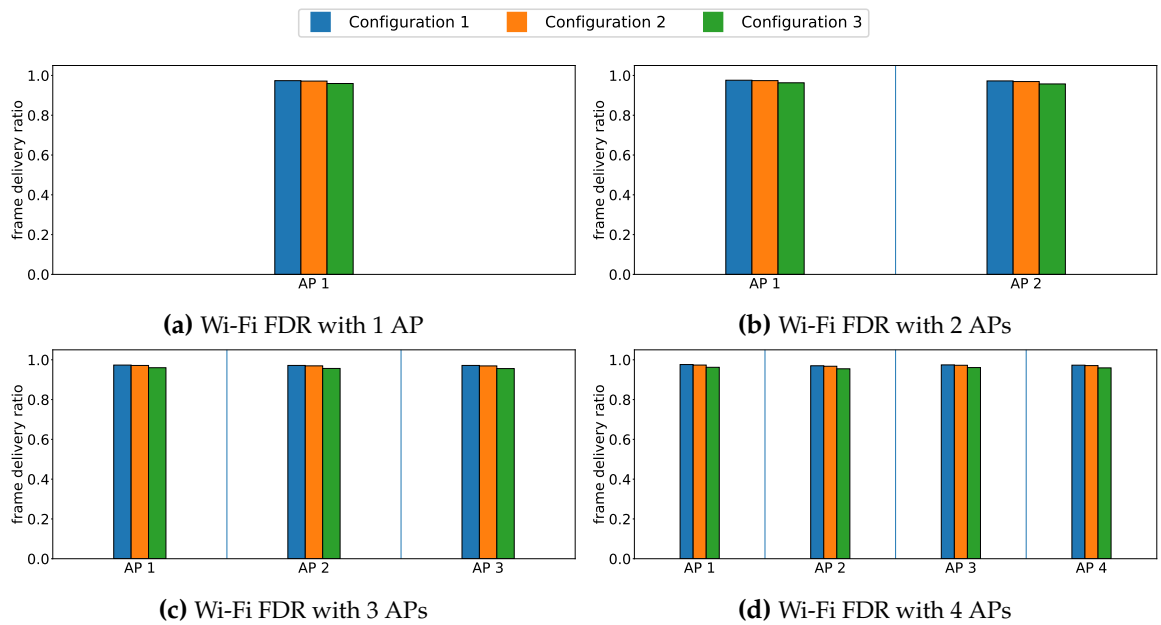 Configuration 1 Configuration 2 Configuration 3
frame delivery ratio
1.0
0.8
0.6
0.4
0.2
0.0
AP 1
(a) Wi-Fi FDR with 1 AP
frame delivery ratio
1.0
0.8
0.6
0.4
0.2
0.0
AP 1 AP 2
(b) Wi-Fi FDR with 2 APs
frame delivery ratio
1.0
0.8
0.6
0.4
0.2
0.0
AP 1 AP 2 AP 3
(c) Wi-Fi FDR with 3 APs
frame delivery ratio
1.0
0.8
0.6
0.4
0.2
0.0
AP 1 AP 2 AP 3 AP 4
(d) Wi-Fi FDR with 4 APs